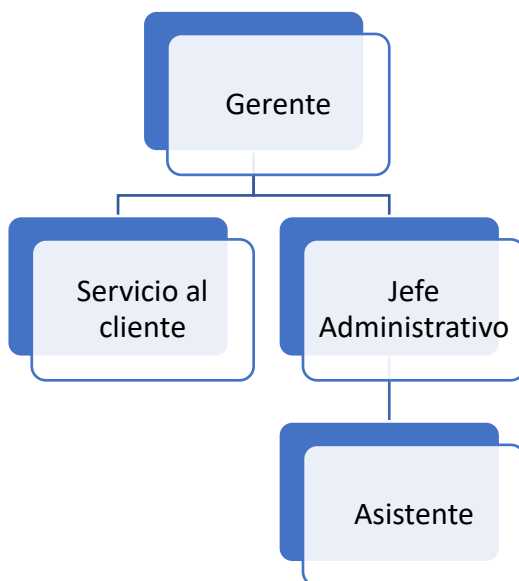 Gerente
Servicio al
cliente
Jefe
Administrativo
Asistente